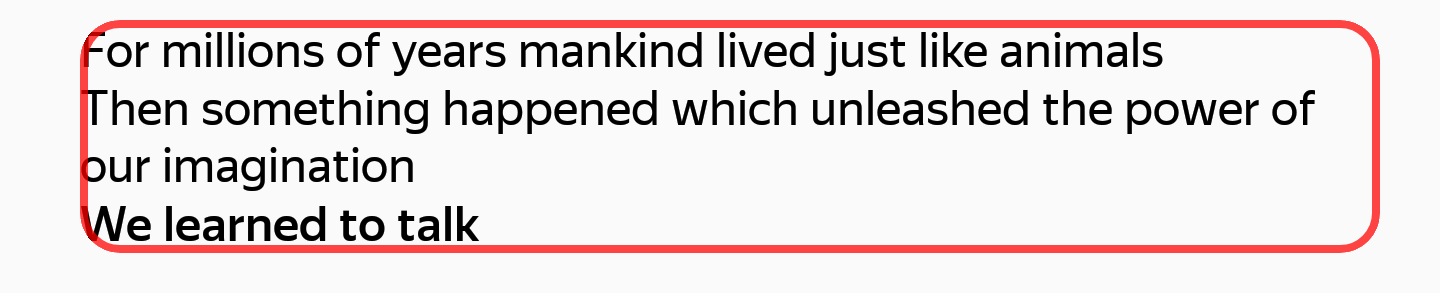 For millions of years mankind lived just like animals
Then something happened which unleashed the power of
our imagination
We learned to talk